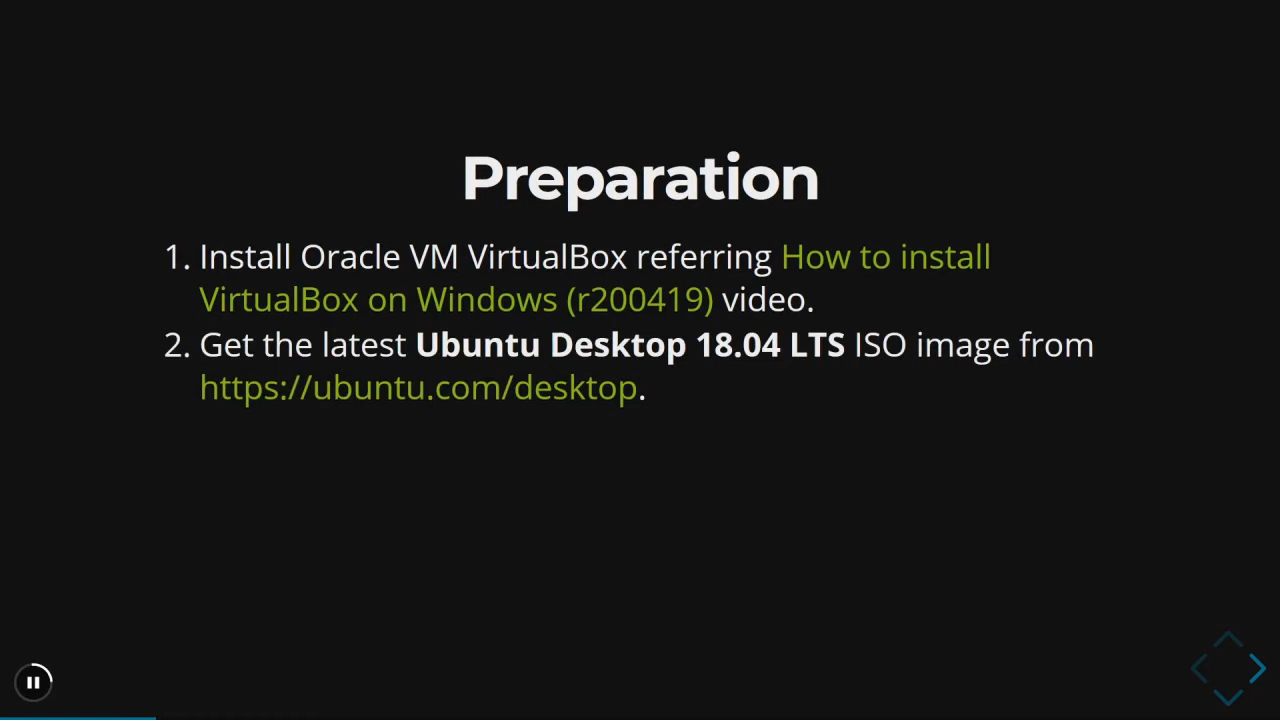 Preparation
1. Install Oracle VM VirtualBox referring How to install
VirtualBox on Windows (r200419) video.
2. Get the latest Ubuntu Desktop 18.04 LTS ISO image from
https://ubuntu.com/desktop.